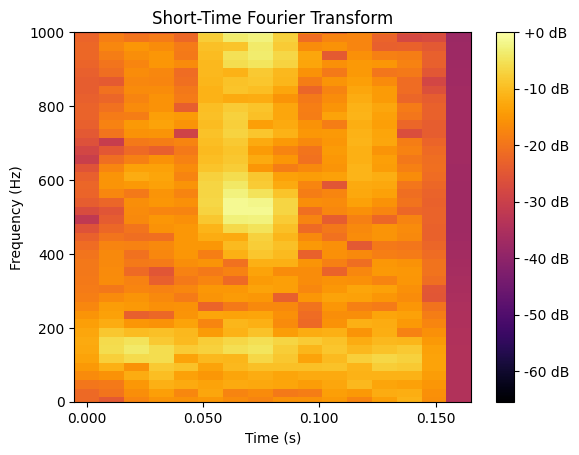 Short-Time Fourier Transform
Frequency (Hz)
1000
800
600
400
200
0
0.000 0.050 0.100 0.150
Time (s)
+0 dB
-10 dB
-20 dB
-30 dB
-40 dB
-50 dB
-60 dB